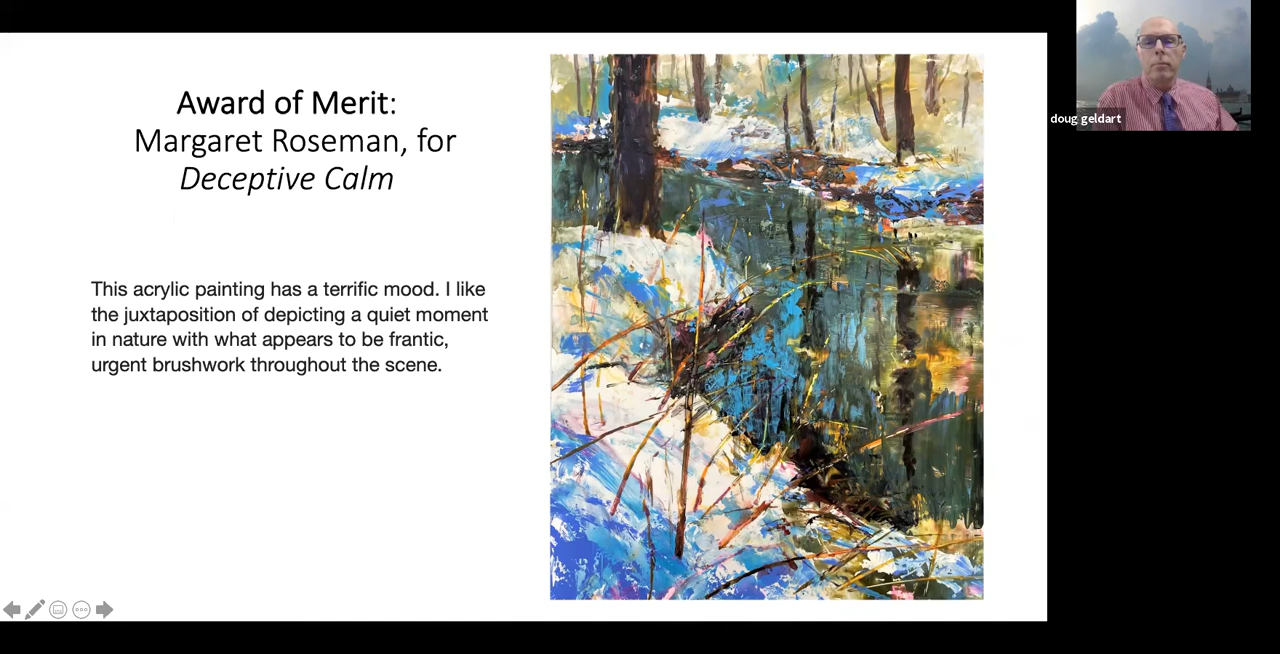 Award of Merit:
Margaret Roseman, for
Deceptive Calm
This acrylic painting has a terrific mood. I like
the juxtaposition of depicting a quiet moment
in nature with what appears to be frantic,
urgent brushwork throughout the scene.
doug geldart